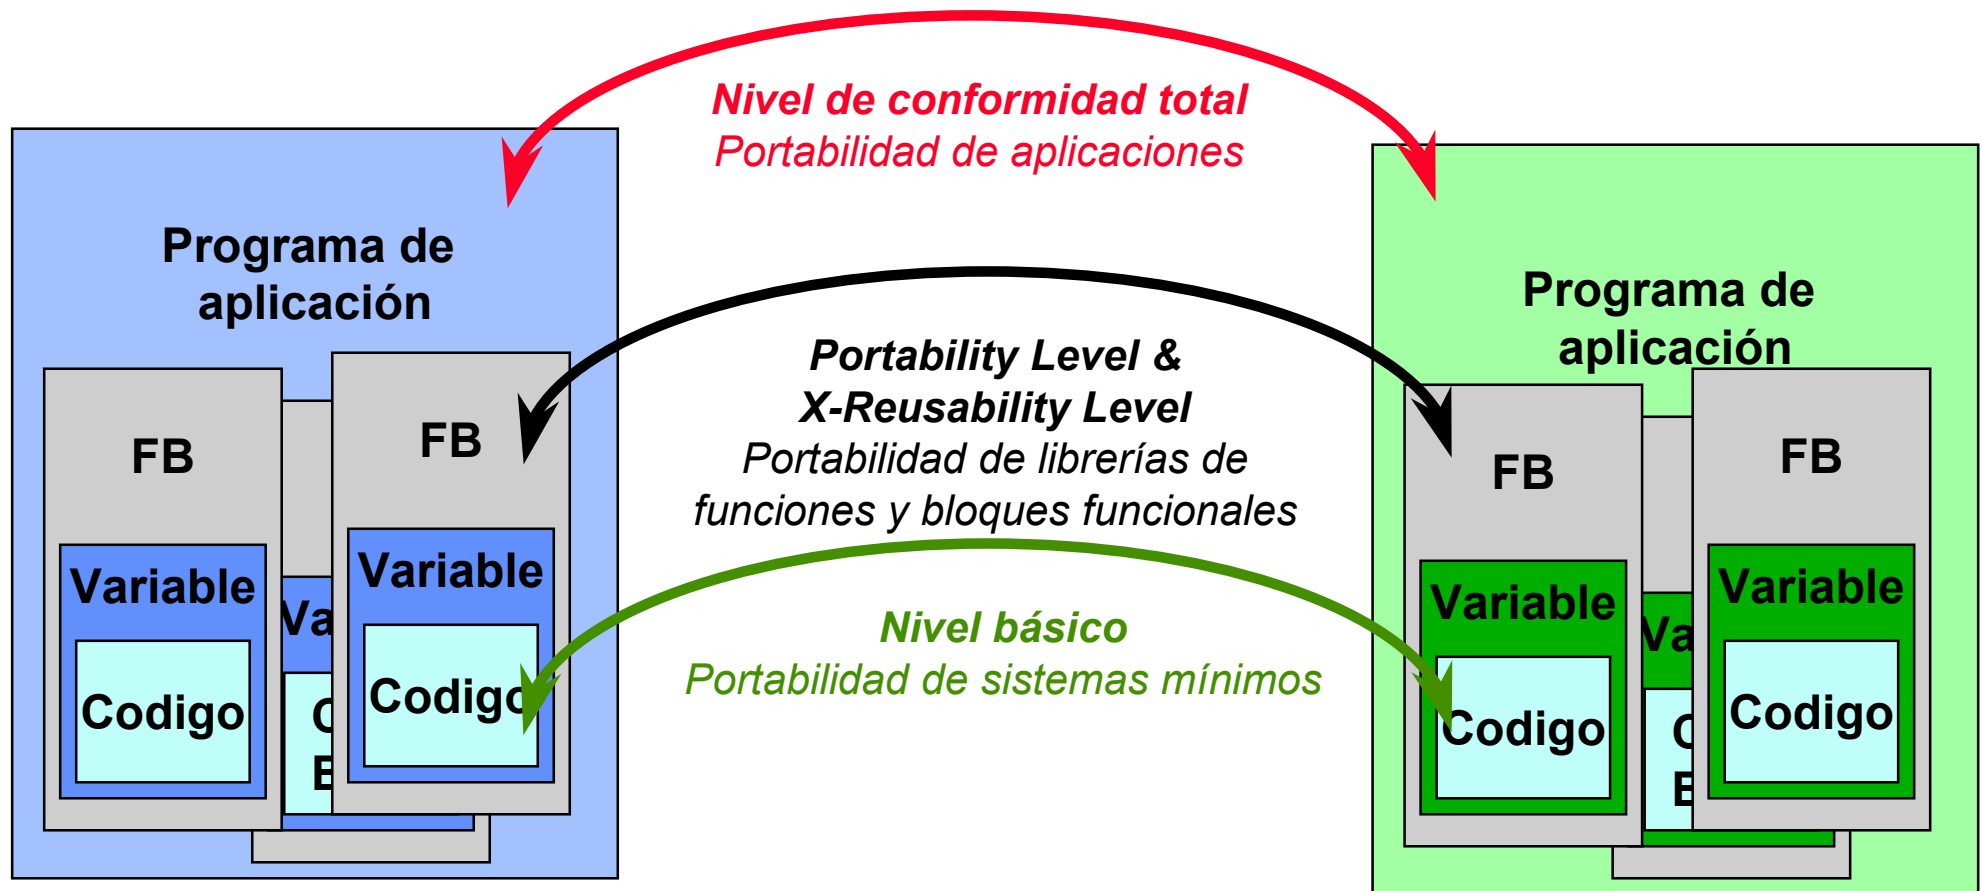 Nivel de conformidad total
Portabilidad de aplicaciones
Programa de
aplicación
FB
FB
Variable
Variable
Va
Codigo
Codigo
C
E
Portability Level &
X-Reusability Level
Portabilidad de librerías de
funciones y bloques funcionales
Nivel básico
Portabilidad de sistemas mínimos
Programa de
aplicación
FB
FB
Variable
Variable
Va
Codigo
Codigo
C
E